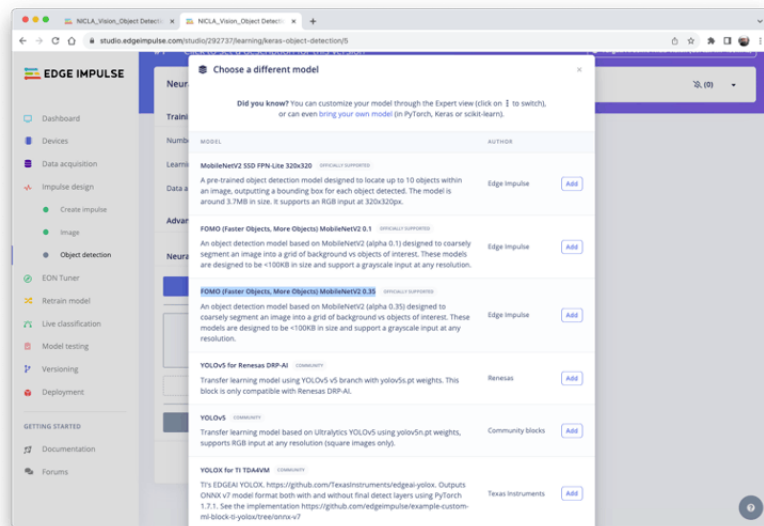 NICLA_Vision_Object Detectio
NICLA_Vision_Object Detectio
studio.edgeimpulse.com/studio/292737/learning/keras-object-detection/5
EDGE IMPULSE
Dashboard
Devices
Data acquisition
Impulse design
Create impulse
Image
Object detection
EON Tuner
Retrain model
Live classification
Model testing
Versioning
Deployment
GETTING STARTED
Documentation
Forums
Neura
Traini
Numbe
Learnin
Data a
Advan
Neura
(0)
Choose a different model
×
Did you know? You can customize your model through the Expert view (click on ⋮ to switch),
or can even bring your own model (in PyTorch, Keras or scikit-learn).
MODEL AUTHOR
MobileNetV2 SSD FPN-Lite 320x320 OFFICIALLY SUPPORTED
A pre-trained object detection model designed to locate up to 10 objects within
an image, outputting a bounding box for each object detected. The model is
around 3.7MB in size. It supports an RGB input at 320x320px.
Edge Impulse Add
FOMO (Faster Objects, More Objects) MobileNetV2 0.1 OFFICIALLY SUPPORTED
An object detection model based on MobileNetV2 (alpha 0.1) designed to coarsely
segment an image into a grid of background vs objects of interest. These models
are designed to be <100KB in size and support a grayscale input at any resolution.
Edge Impulse Add
FOMO (Faster Objects, More Objects) MobileNetV2 0.35 OFFICIALLY SUPPORTED
An object detection model based on MobileNetV2 (alpha 0.35) designed to
coarsely segment an image into a grid of background vs objects of interest. These
models are designed to be <100KB in size and support a grayscale input at any
resolution.
Edge Impulse Add
YOLOv5 for Renesas DRP-AI COMMUNITY
Transfer learning model using YOLOv5 v5 branch with yolov5s.pt weights. This
block is only compatible with Renesas DRP-AI.
Renesas Add
YOLOv5 COMMUNITY
Transfer learning model based on Ultralytics YOLOv5 using yolov5n.pt weights,
supports RGB input at any resolution (square images only).
Community blocks Add
YOLOX for TI TDA4VM COMMUNITY
TI's EDGEAI YOLOX. https://github.com/TexasInstruments/edgeai-yolox. Outputs
ONNX v7 model format both with and without final detect layers using PyTorch
1.7.1. See the implementation https://github.com/edgeimpulse/example-custom-
ml-block-ti-yolox/tree/onnx-v7
Texas Instruments Add